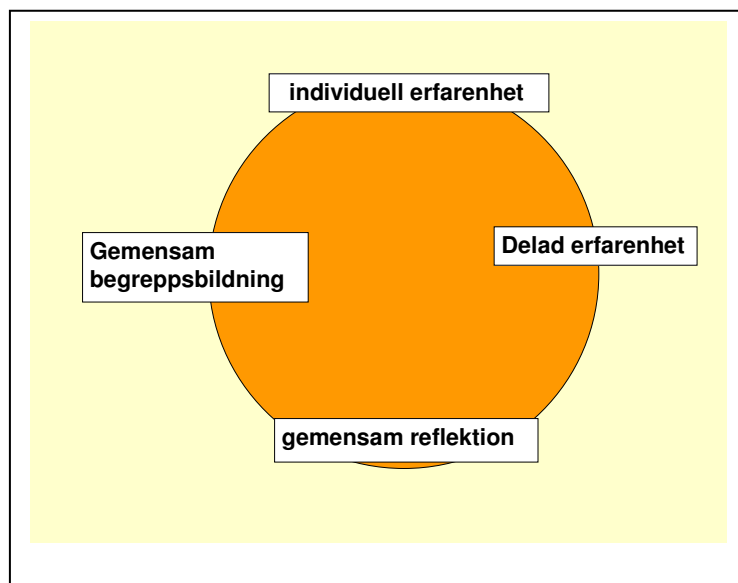 individuell erfarenhet
Gemensam
begreppsbildning
Delad erfarenhet
gemensam reflektion